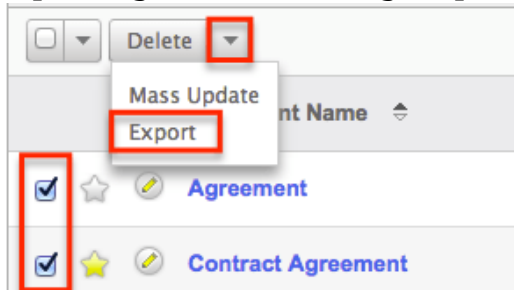 Delete
Mass Update
Export
nt Name
Agreement
Contract Agreement